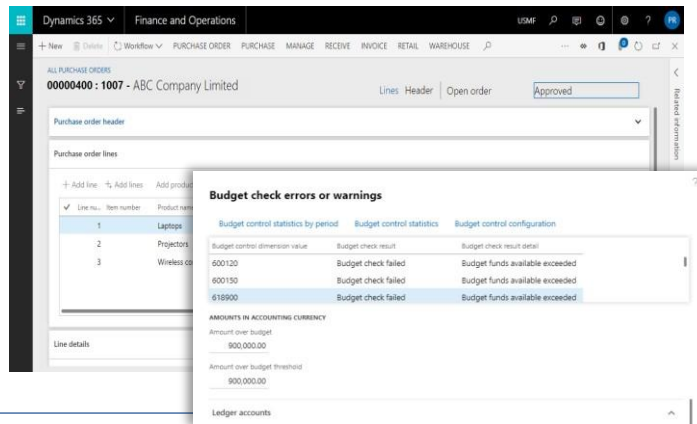 Dynamics 365 Finance and Operations USMF ? PR
+ New Delete Workflow PURCHASE ORDER PURCHASE MANAGE RECEIVE INVOICE RETAIL WAREHOUSE ...
ALL PURCHASE ORDERS
00000400 : 1007 - ABC Company Limited
Lines Header Open order Approved
Related information
Purchase order header
Purchase order lines
+ Add line Add lines Add product
Line nu... Item number Product name
1 Laptops
2 Projectors
3 Wireless co
Line details
?
Budget check errors or warnings
Budget control statistics by period Budget control statistics Budget control configuration
Budget control dimension value Budget check result Budget check result detail
600120 Budget check failed Budget funds available exceeded
600150 Budget check failed Budget funds available exceeded
618900 Budget check failed Budget funds available exceeded
AMOUNTS IN ACCOUNTING CURRENCY
Amount over budget
900,000.00
Amount over budget threshold
900,000.00
Ledger accounts